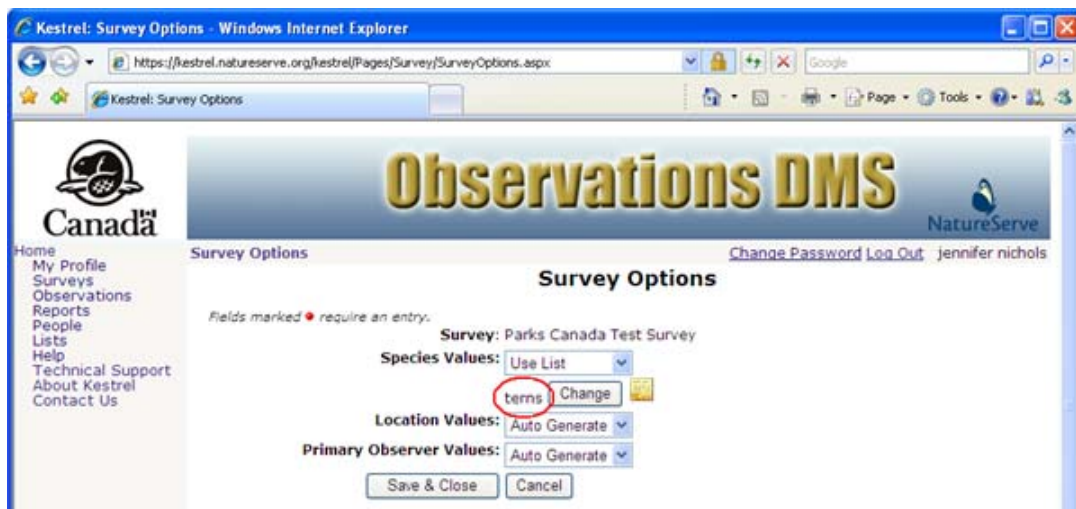 Kestrel: Survey Options - Windows Internet Explorer
https://kestrel.natureserve.org/kestrel/Pages/Survey/SurveyOptions.aspx
Google
Kestrel: Survey Options
Page
Tools
Canada
Observations DMS
NatureServe
Home
My Profile
Surveys
Observations
Reports
People
Lists
Help
Technical Support
About Kestrel
Contact Us
Survey Options
Change Password Log Out jennifer nichols
Survey Options
Fields marked require an entry.
Survey: Parks Canada Test Survey
Species Values: Use List
terns Change
Location Values: Auto Generate
Primary Observer Values: Auto Generate
Save & Close Cancel